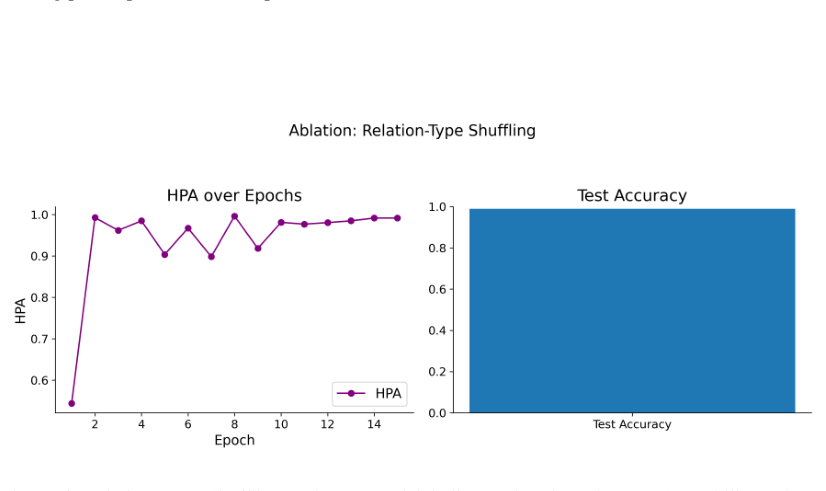 Ablation: Relation-Type Shuffling
HPA over Epochs
1.0
0.9
0.8
0.7
0.6
HPA
HPA
2 4 6 8 10 12 14
Epoch
Test Accuracy
1.0
0.8
0.6
0.4
0.2
0.0
Test Accuracy